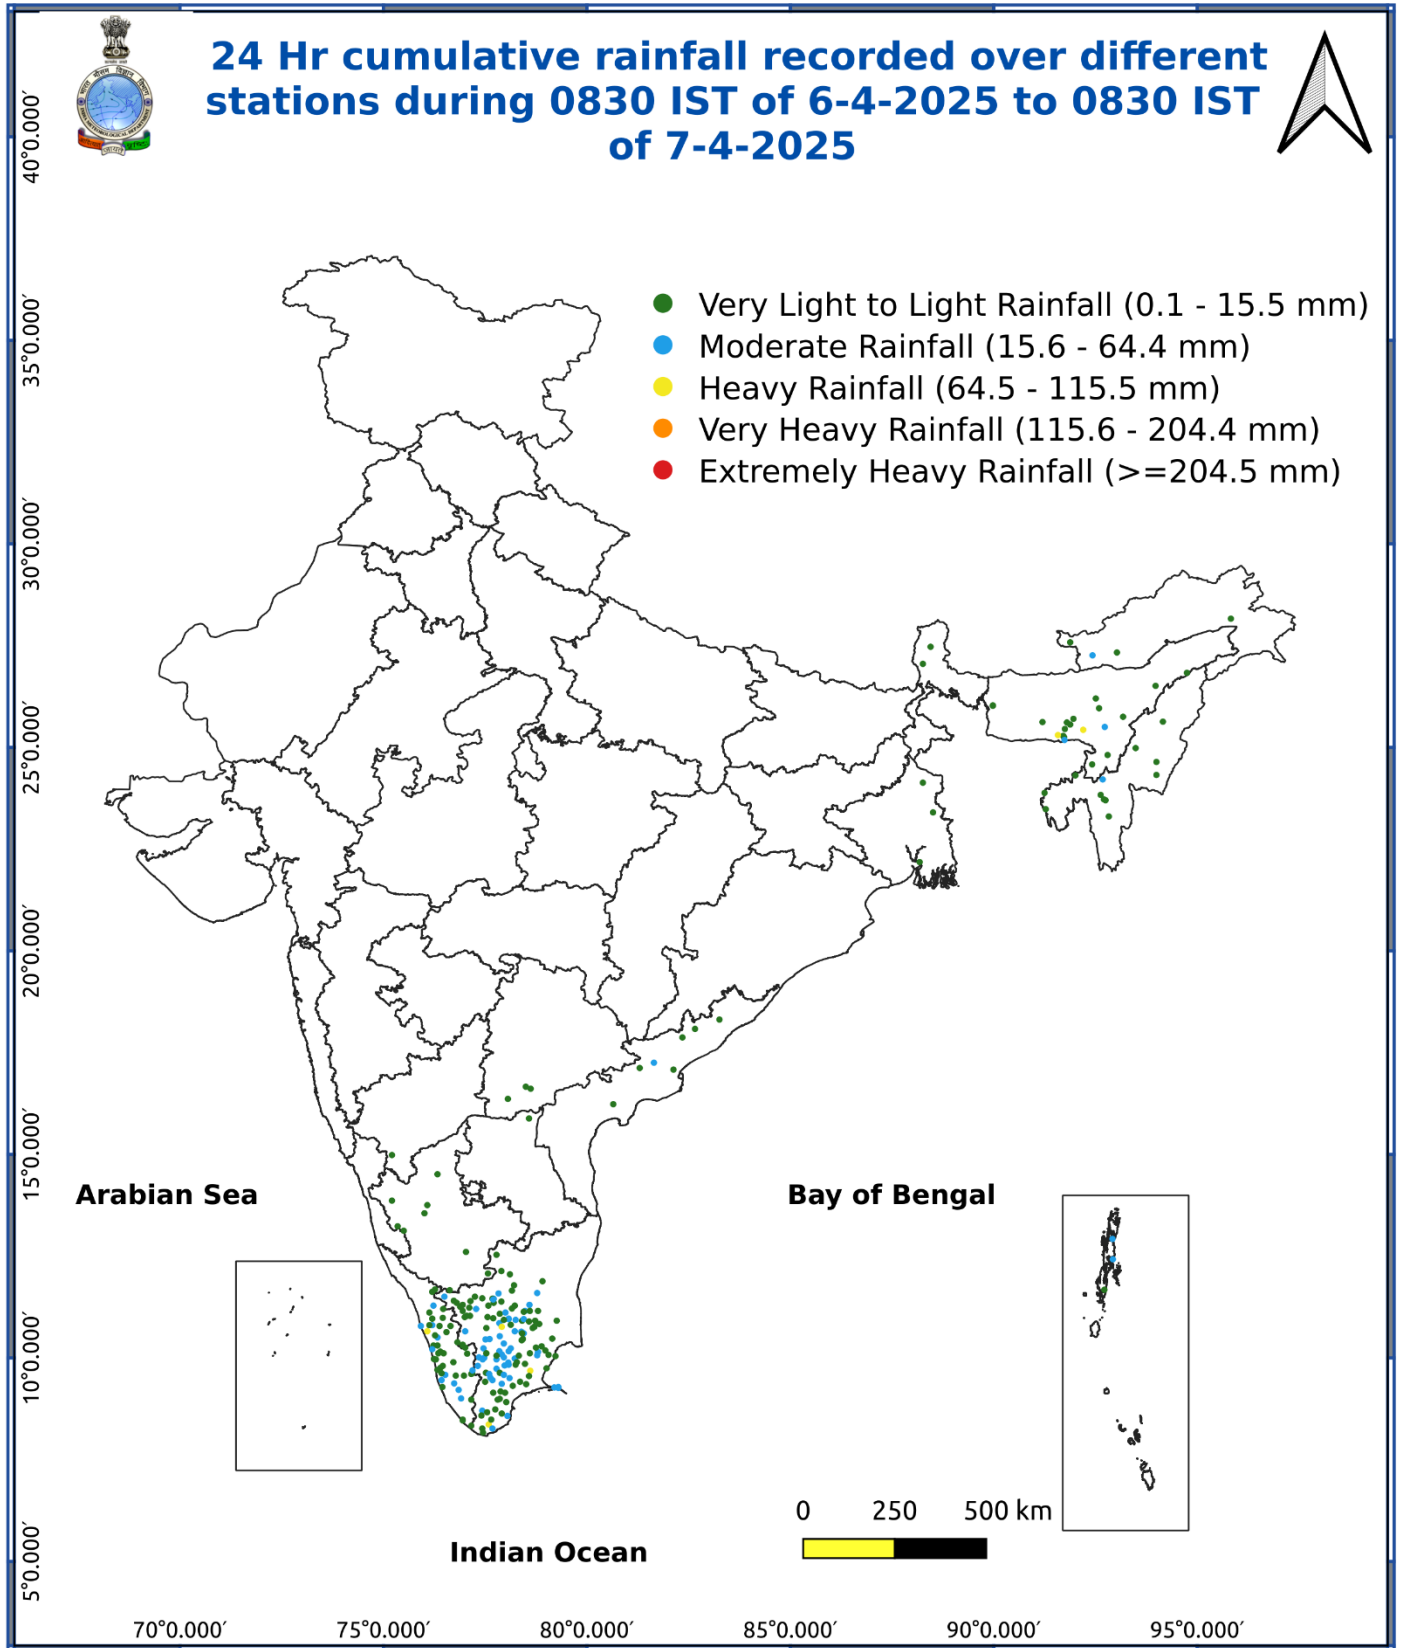 24 Hr cumulative rainfall recorded over different
stations during 0830 IST of 6-4-2025 to 0830 IST
of 7-4-2025
Very Light to Light Rainfall (0.1 - 15.5 mm)
Moderate Rainfall (15.6 - 64.4 mm)
Heavy Rainfall (64.5 - 115.5 mm)
Very Heavy Rainfall (115.6 - 204.4 mm)
Extremely Heavy Rainfall (>=204.5 mm)
40°0.000′
35°0.000′
30°0.000′
25°0.000′
20°0.000′
15°0.000′
10°0.000′
5°0.000′
Arabian Sea
Bay of Bengal
Indian Ocean
0 250 500 km
70°0.000′ 75°0.000′ 80°0.000′ 85°0.000′ 90°0.000′ 95°0.000′